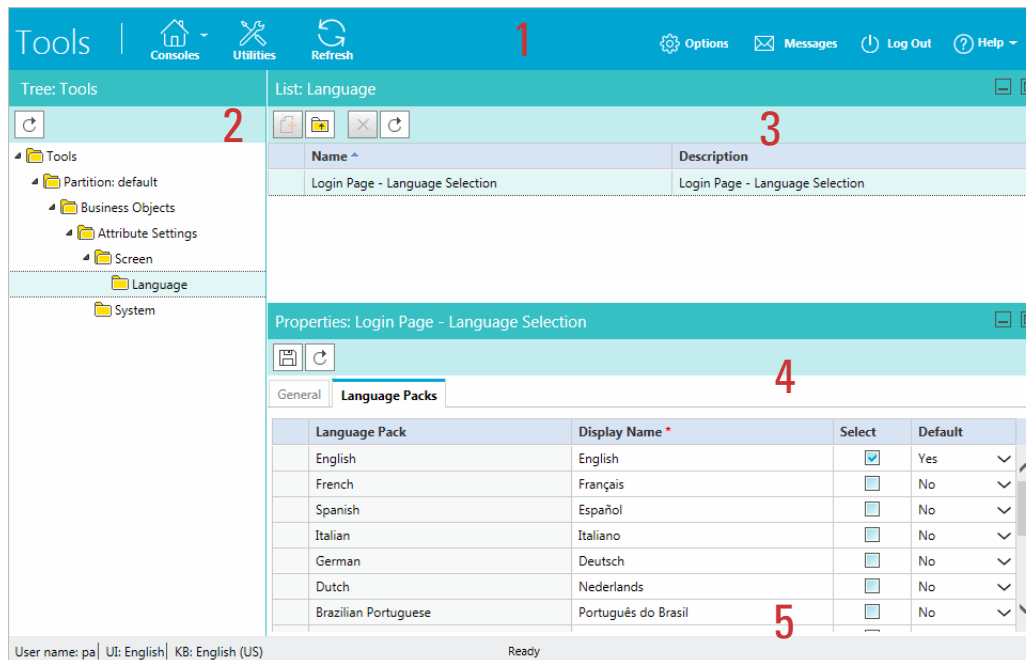 Tools Consoles Utilities Refresh 1 Options Messages Log Out Help
Tree: Tools
2
Tools
Partition: default
Business Objects
Attribute Settings
Screen
Language
System
List: Language
3
Name Description
Login Page - Language Selection Login Page - Language Selection
Properties: Login Page - Language Selection
4
General Language Packs
Language Pack Display Name * Select Default
English English Yes
French Français No
Spanish Español No
Italian Italiano No
German Deutsch No
Dutch Nederlands No
Brazilian Portuguese Português do Brasil No
5
User name: pa| UI: English| KB: English (US) Ready